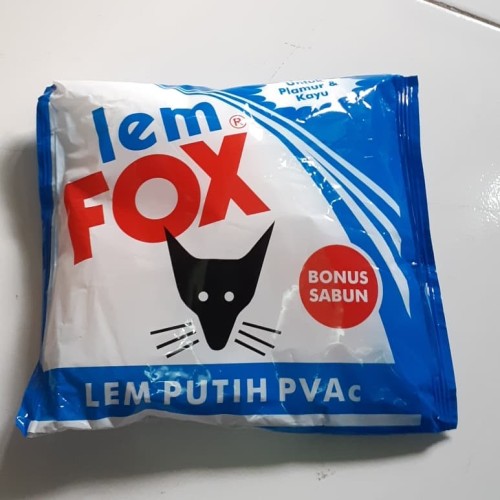 Untuk
Plamur &
Kayu
lem
FOX®
BONUS
SABUN
LEM PUTIH PVAc